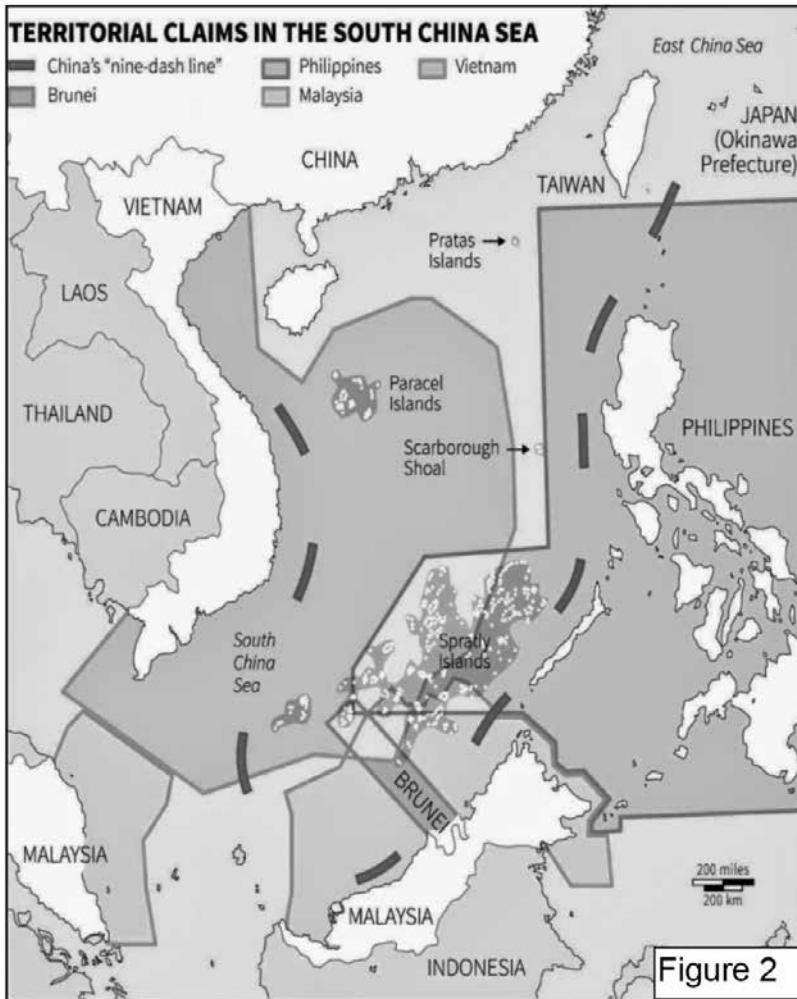 TERRITORIAL CLAIMS IN THE SOUTH CHINA SEA
China's "nine-dash line"
Philippines
Vietnam
Brunei
Malaysia
East China Sea
JAPAN
(Okinawa
Prefecture)
CHINA
TAIWAN
VIETNAM
Pratas
Islands
LAOS
Paracel
Islands
THAILAND
Scarborough
Shoal
PHILIPPINES
CAMBODIA
South
China
Sea
Spratly
Islands
BRUNEI
MALAYSIA
200 miles
200 km
MALAYSIA
INDONESIA
Figure 2